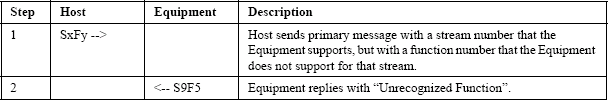 Step Host Equipment Description
1 SxFy --> Host sends primary message with a stream number that the
Equipment supports, but with a function number that the Equipment
does not support for that stream.
2 <-- S9F5 Equipment replies with “Unrecognized Function”.